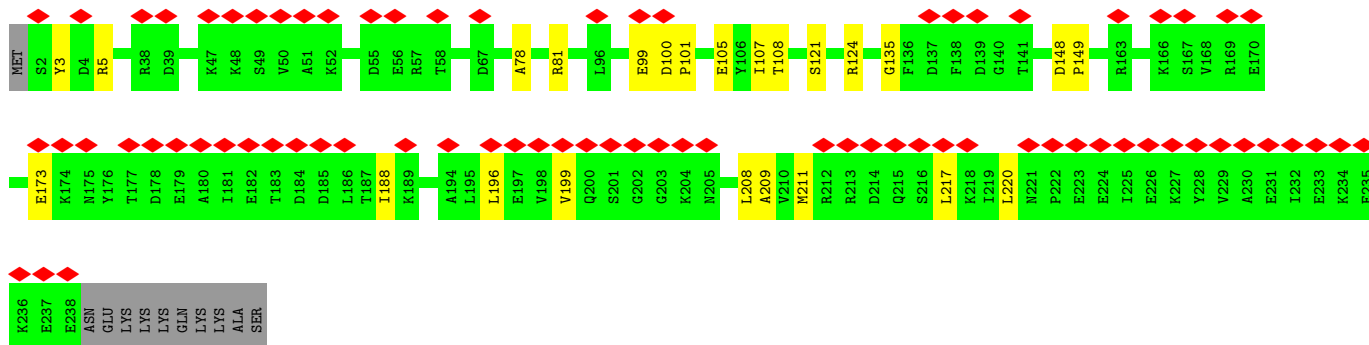 MET S2 Y3 D4 R5 R38 D39 K47 K48 S49 V50 A51 K52 D55 E56 R57 T58 D67 A78 R81 L96 E99 D100 P101 E105 Y106 I107 T108 S121 R124 G135 F136 D137 F138 D139 G140 T141 D148 P149 R163 K166 S167 V168 R169 E170
E173 K174 N175 Y176 T177 D178 E179 A180 I181 E182 T183 D184 D185 L186 T187 I188 K189 A194 L195 L196 E197 V198 V199 Q200 S201 G202 G203 K204 N205 L208 A209 V210 M211 R212 R213 D214 Q215 S216 L217 K218 I219 L220 N221 P222 E223 E224 I225 E226 K227 Y228 V229 A230 E231 I232 E233 K234 E235
K236 E237 E238 ASN GLU LYS LYS LYS GLN LYS LYS ALA SER